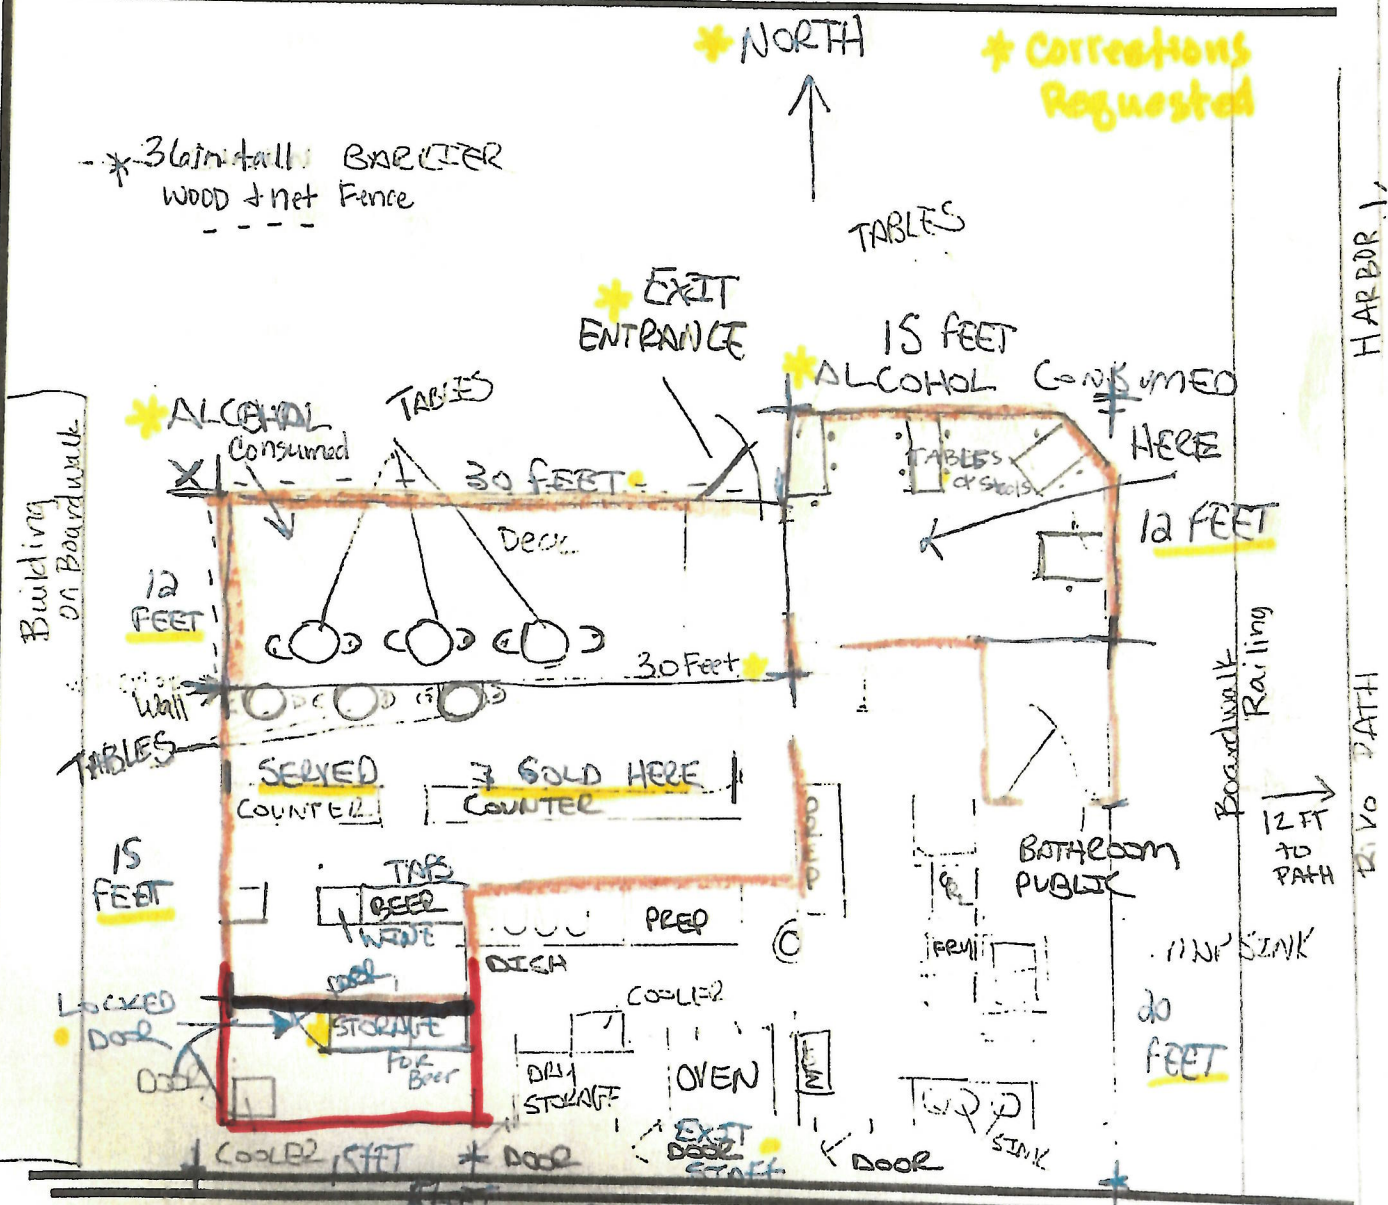 * NORTH
* Corrections
Requested
* 36in tall BARRIER
WOOD & net Fence
TABLES
* EXIT
ENTRANCE
15 FEET
* ALCOHOL CONSUMED
HERE
* ALCOHOL
Consumed
TABLES
X
30 FEET
TABLES
& Stools
12 FEET
Deck
Building
on Boardwalk
12
FEET
30 Feet *
Wall
TABLES
SERVED & SOLD HERE
COUNTER
COUNTER
15
FEET
TAPS
BEER
WINE
PREP
DISH
BATHROOM
PUBLIC
Boardwalk
Railing
12 FT
TO
PATH
HARBOR
PATH
SINK
20
FEET
DOOR
LOCKED
DOOR
STORAGE
FOR
Beer
DOOR
COOLER
COOLER
DRY
STORAGE
OVEN
SINK
EXIT
DOOR
STAFF
DOOR
DOOR